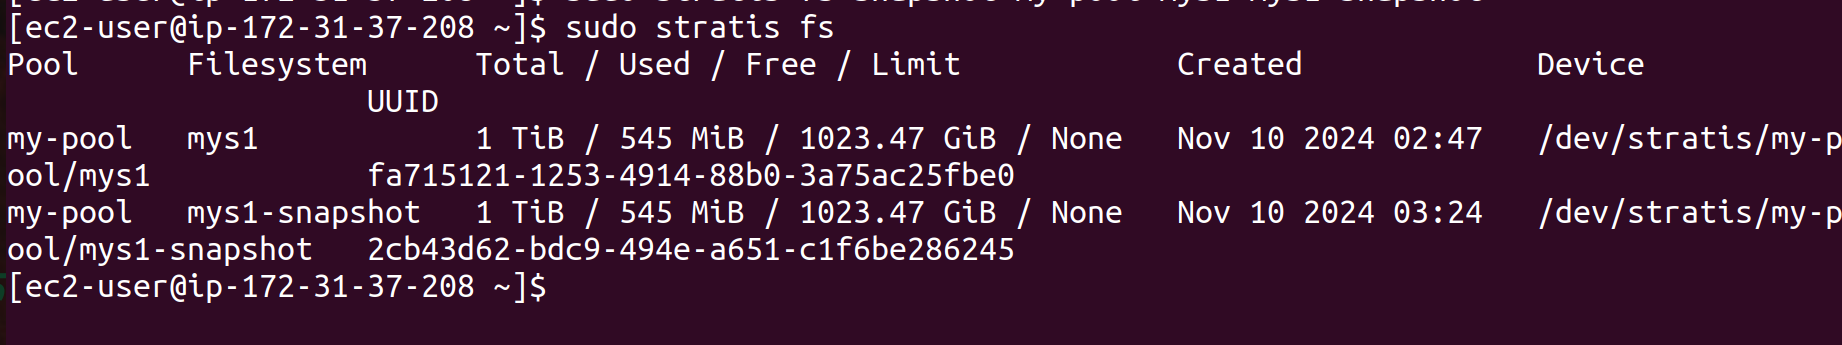 [ec2-user@ip-172-31-37-208 ~]$ sudo stratis fs
Pool      Filesystem      Total / Used / Free / Limit            Created             Device
                    UUID
my-pool   mys1            1 TiB / 545 MiB / 1023.47 GiB / None   Nov 10 2024 02:47   /dev/stratis/my-p
ool/mys1            fa715121-1253-4914-88b0-3a75ac25fbe0
my-pool   mys1-snapshot   1 TiB / 545 MiB / 1023.47 GiB / None   Nov 10 2024 03:24   /dev/stratis/my-p
ool/mys1-snapshot   2cb43d62-bdc9-494e-a651-c1f6be286245
[ec2-user@ip-172-31-37-208 ~]$